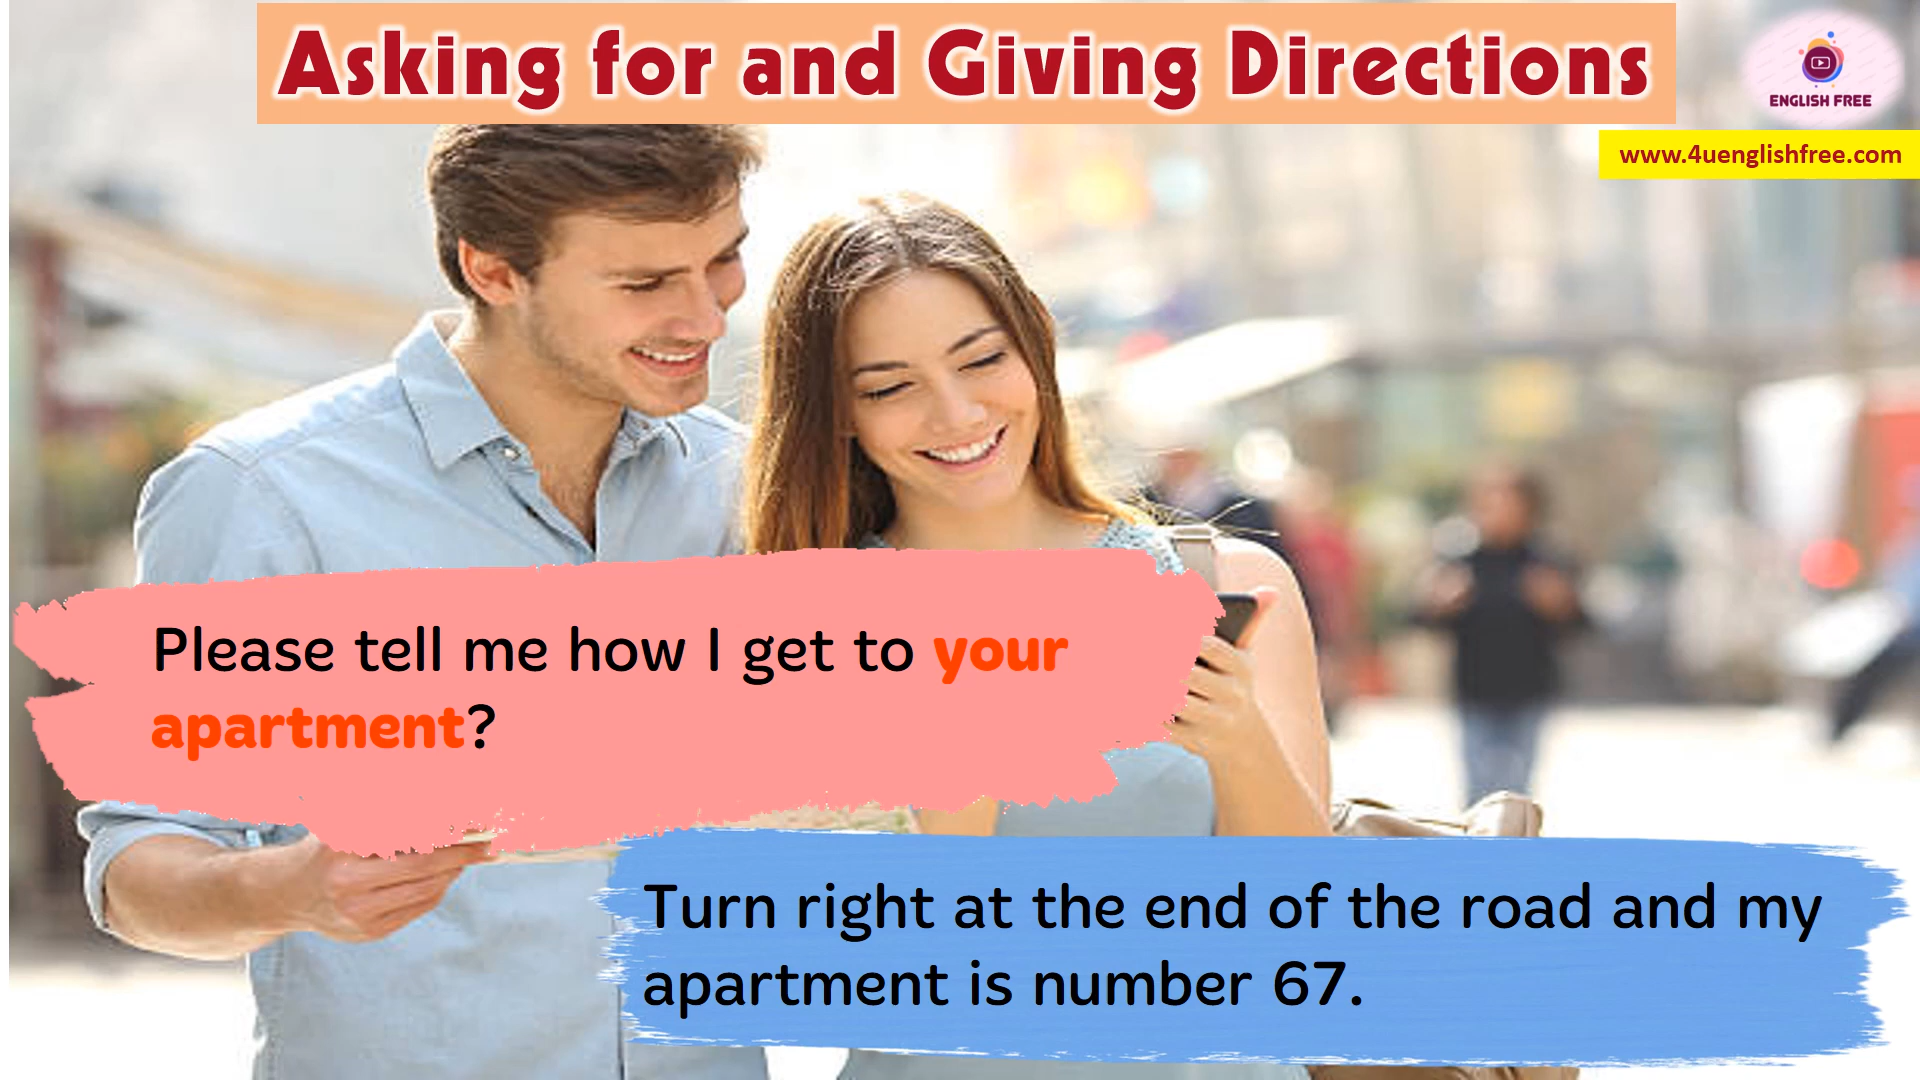 Asking for and Giving Directions
ENGLISH FREE
www.4uenglishfree.com
Please tell me how I get to your
apartment?
Turn right at the end of the road and my
apartment is number 67.